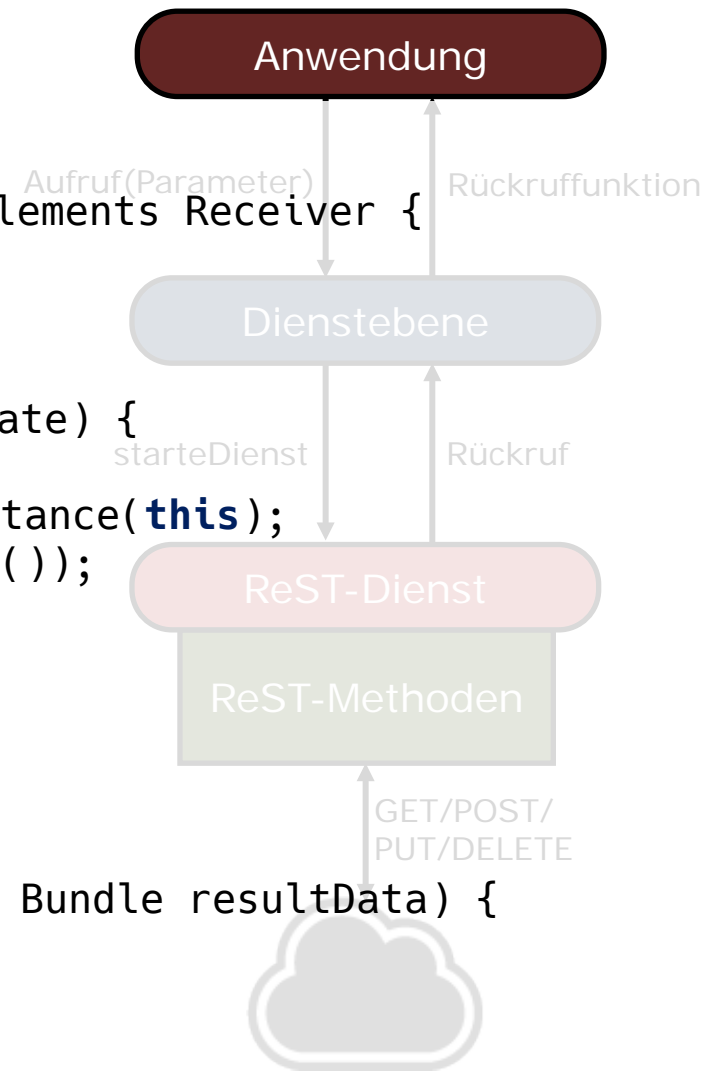 Anwendung
Aufruf(Parameter)
Rückruffunktion
lements Receiver {
Dienstebene
ate) {
starteDienst
Rückruf
tance(this);
());
ReST-Dienst
ReST-Methoden
GET/POST/
PUT/DELETE
Bundle resultData) {